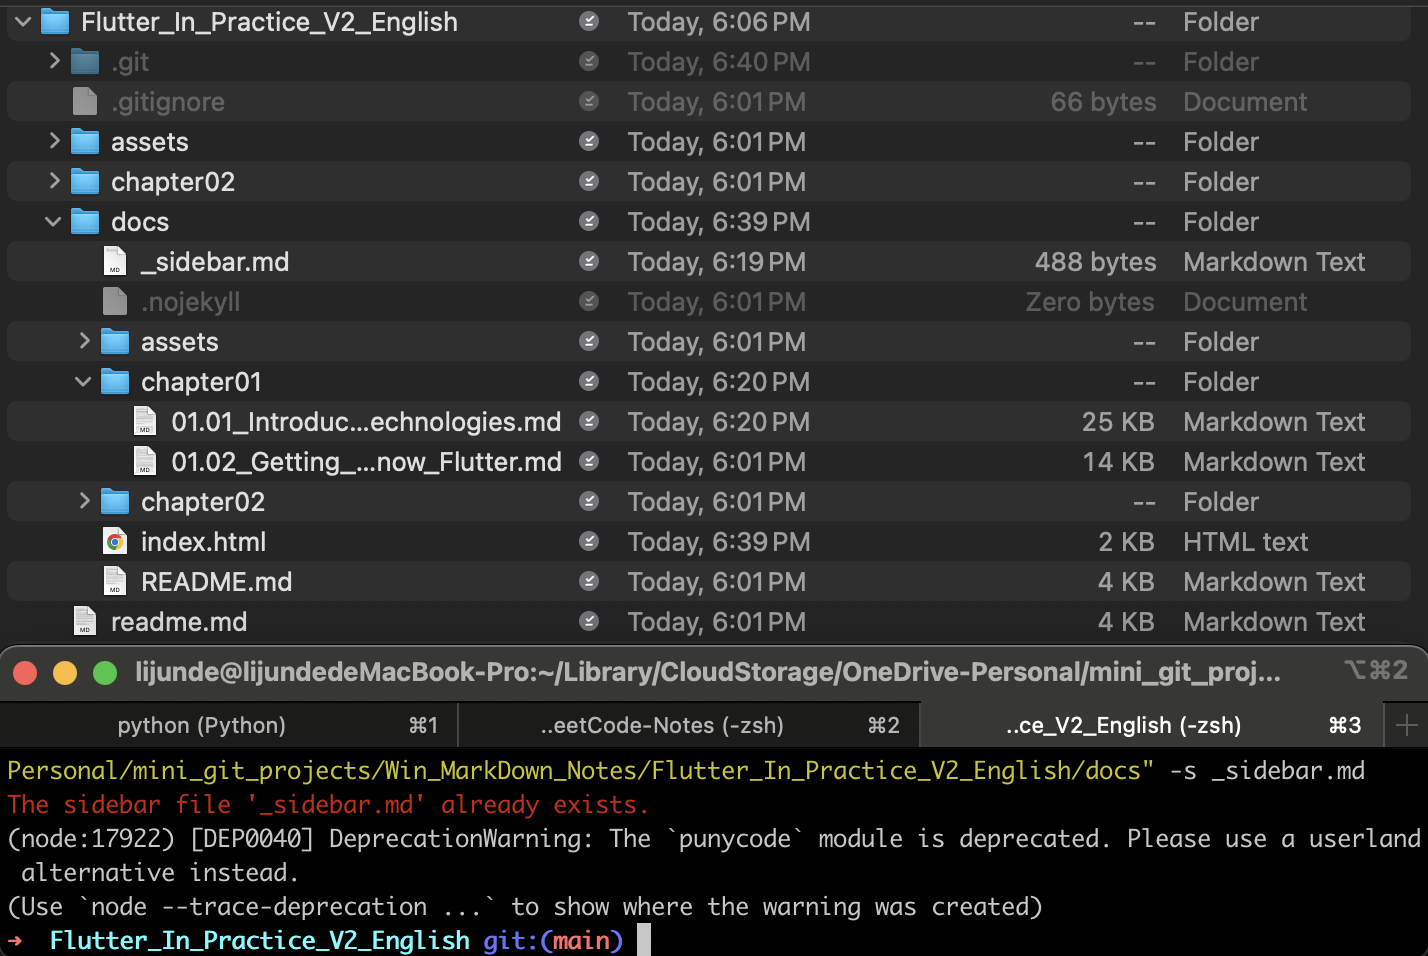 Flutter_In_Practice_V2_English Today, 6:06 PM -- Folder
.git Today, 6:40 PM -- Folder
.gitignore Today, 6:01 PM 66 bytes Document
assets Today, 6:01 PM -- Folder
chapter02 Today, 6:01 PM -- Folder
docs Today, 6:39 PM -- Folder
_sidebar.md Today, 6:19 PM 488 bytes Markdown Text
.nojekyll Today, 6:01 PM Zero bytes Document
assets Today, 6:01 PM -- Folder
chapter01 Today, 6:20 PM -- Folder
01.01_Introduc...echnologies.md Today, 6:20 PM 25 KB Markdown Text
01.02_Getting_...now_Flutter.md Today, 6:01 PM 14 KB Markdown Text
chapter02 Today, 6:01 PM -- Folder
index.html Today, 6:39 PM 2 KB HTML text
README.md Today, 6:01 PM 4 KB Markdown Text
readme.md Today, 6:01 PM 4 KB Markdown Text
lijunde@lijundedeMacBook-Pro:~/Library/CloudStorage/OneDrive-Personal/mini_git_proj... ⌥⌘2
python (Python) ⌘1 ..eetCode-Notes (-zsh) ⌘2 ..ce_V2_English (-zsh) ⌘3
Personal/mini_git_projects/Win_MarkDown_Notes/Flutter_In_Practice_V2_English/docs" -s _sidebar.md
The sidebar file '_sidebar.md' already exists.
(node:17922) [DEP0040] DeprecationWarning: The `punycode` module is deprecated. Please use a userland
alternative instead.
(Use `node --trace-deprecation ...` to show where the warning was created)
➜ Flutter_In_Practice_V2_English git:(main)